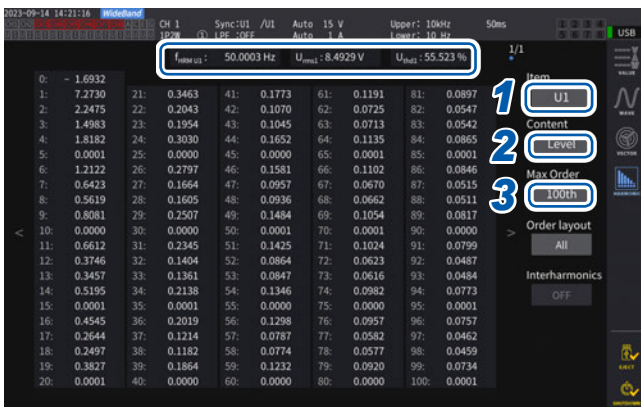 2023-09-14 14:21:16 WideBand
CH 1 Sync:U1 /U1 Auto 15 V Upper: 10kHz 50ms
1P2W ① LPF :OFF Auto 1 A Lower: 10 Hz
USB
fHRM U1 : 50.0003 Hz Urms1 : 8.4929 V Uthd1 : 55.523 % 1/1
0: - 1.6932
1: 7.2730 21: 0.3463 41: 0.1773 61: 0.1191 81: 0.0897
2: 2.2475 22: 0.2043 42: 0.1070 62: 0.0725 82: 0.0547
3: 1.4983 23: 0.1954 43: 0.1045 63: 0.0713 83: 0.0542
4: 1.8182 24: 0.3030 44: 0.1652 64: 0.1135 84: 0.0865
5: 0.0001 25: 0.0000 45: 0.0000 65: 0.0001 85: 0.0001
6: 1.2122 26: 0.2797 46: 0.1581 66: 0.1102 86: 0.0846
7: 0.6423 27: 0.1664 47: 0.0957 67: 0.0670 87: 0.0515
8: 0.5619 28: 0.1605 48: 0.0936 68: 0.0662 88: 0.0511
9: 0.8081 29: 0.2507 49: 0.1484 69: 0.1054 89: 0.0817
< 10: 0.0000 30: 0.0000 50: 0.0001 70: 0.0001 90: 0.0000 >
11: 0.6612 31: 0.2345 51: 0.1425 71: 0.1024 91: 0.0799
12: 0.3746 32: 0.1404 52: 0.0864 72: 0.0623 92: 0.0487
13: 0.3457 33: 0.1361 53: 0.0847 73: 0.0616 93: 0.0484
14: 0.5195 34: 0.2138 54: 0.1346 74: 0.0982 94: 0.0773
15: 0.0001 35: 0.0001 55: 0.0000 75: 0.0000 95: 0.0001
16: 0.4545 36: 0.2019 56: 0.1298 76: 0.0957 96: 0.0757
17: 0.2644 37: 0.1214 57: 0.0787 77: 0.0582 97: 0.0462
18: 0.2497 38: 0.1182 58: 0.0774 78: 0.0577 98: 0.0459
19: 0.3827 39: 0.1864 59: 0.1232 79: 0.0920 99: 0.0734
20: 0.0001 40: 0.0000 60: 0.0000 80: 0.0000 100: 0.0001
Item
1 U1
Content
2 Level
Max Order
3 100th
Order layout
All
Interharmonics
OFF
VALUE
WAVE
VECTOR
HARMONIC
EJECT
SHUTDOWN